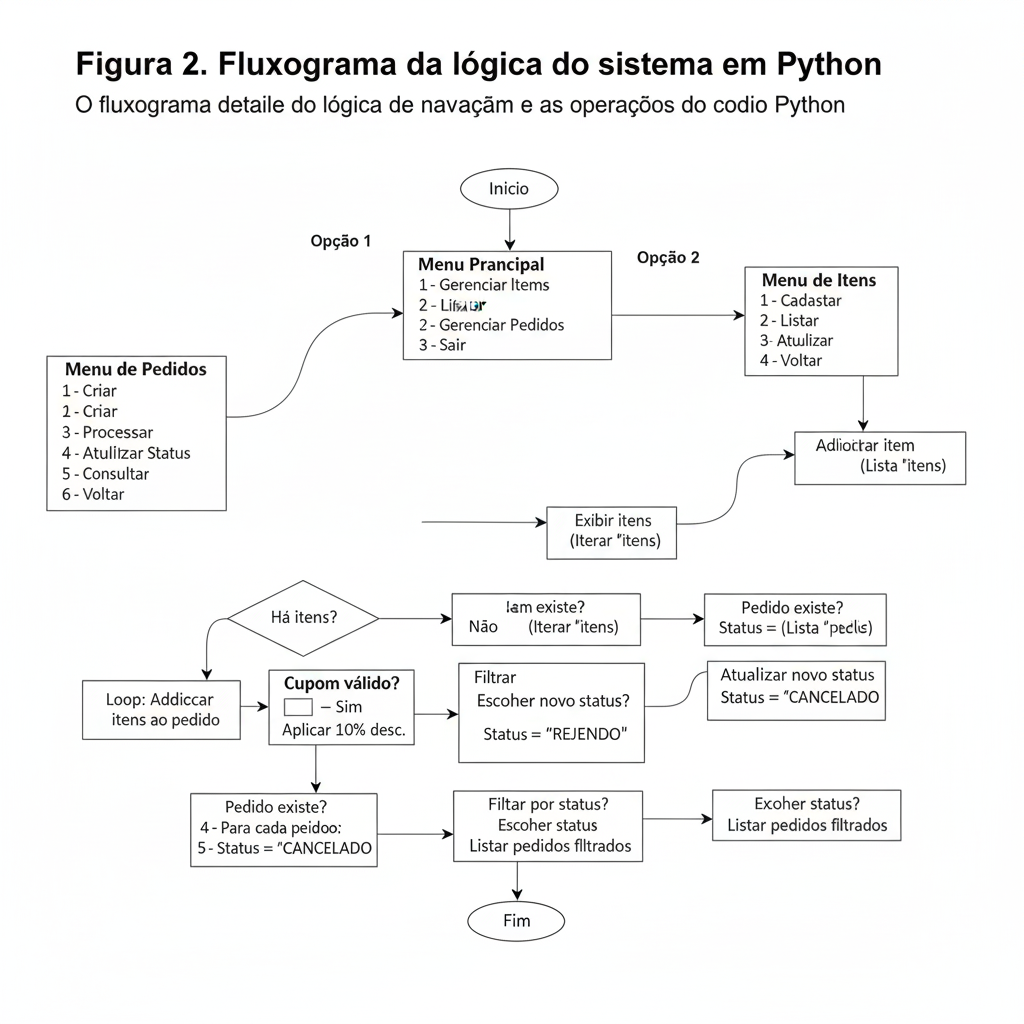 Figura 2. Fluxograma da lógica do sistema em Python
O fluxograma detaile do lógica de navaçãm e as operaçõos do codio Python
Inicio
Opção 1
Menu Prancipal
1 - Gerenciar Items
2 -
2 - Gerenciar Pedidos
3 - Sair
Opção 2
Menu de Itens
1 - Cadastar
2 - Listar
3 - Atulizar
4 - Voltar
Menu de Pedidos
1 - Criar
1 - Criar
3 - Processar
4 - Atulilzar Status
5 - Consultar
6 - Voltar
item
(Lista "itens)
Exibir itens
(Iterar "itens)
Há itens?
existe?
Não (Iterar "itens)
Pedido existe?
Status = (Lista
Loop: Addiccar
itens ao pedido
Cupom válido?
– Sim
Aplicar 10% desc.
Filtrar
Escoher novo status?
Status = "REJENDO"
Atualizar novo status
Status = "CANCELADO
Pedido existe?
4 - Para cada peidoo:
5 - Status = "CANCELADO
Filtar por status?
Escoher status
Listar pedidos filtrados
Exoher status?
Listar pedidos filtrados
Fim